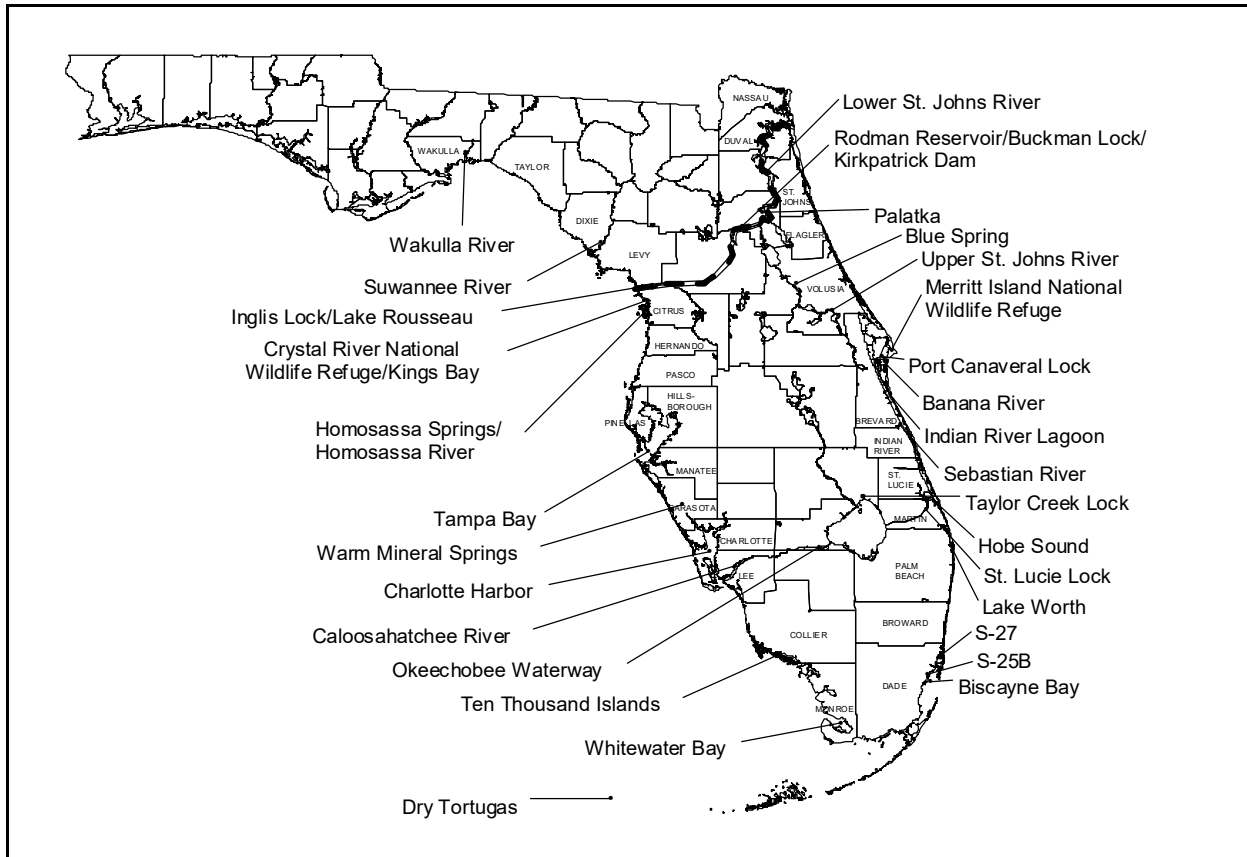 NASSAU
Lower St. Johns River
Rodman Reservoir/Buckman Lock/
Kirkpatrick Dam
DUVAL
WAKULLA
TAYLOR
ST.
JOHNS
Palatka
DIXIE
FLAGLER
Blue Spring
Wakulla River
LEVY
Upper St. Johns River
Suwannee River
VOLUSIA
Merritt Island National
Wildlife Refuge
Inglis Lock/Lake Rousseau
CITRUS
Crystal River National
Wildlife Refuge/Kings Bay
HERNANDO
Port Canaveral Lock
PASCO
Banana River
HILLS-
BOROUGH
PINELLAS
BREVARD
Homosassa Springs/
Homosassa River
Indian River Lagoon
INDIAN
RIVER
Sebastian River
MANATEE
ST.
LUCIE
Taylor Creek Lock
SARASOTA
Tampa Bay
MARTIN
CHARLOTTE
Hobe Sound
Warm Mineral Springs
St. Lucie Lock
PALM
BEACH
LEE
Charlotte Harbor
Lake Worth
Caloosahatchee River
BROWARD
COLLIER
S-27
Okeechobee Waterway
S-25B
DADE
Biscayne Bay
Ten Thousand Islands
MONROE
Whitewater Bay
Dry Tortugas